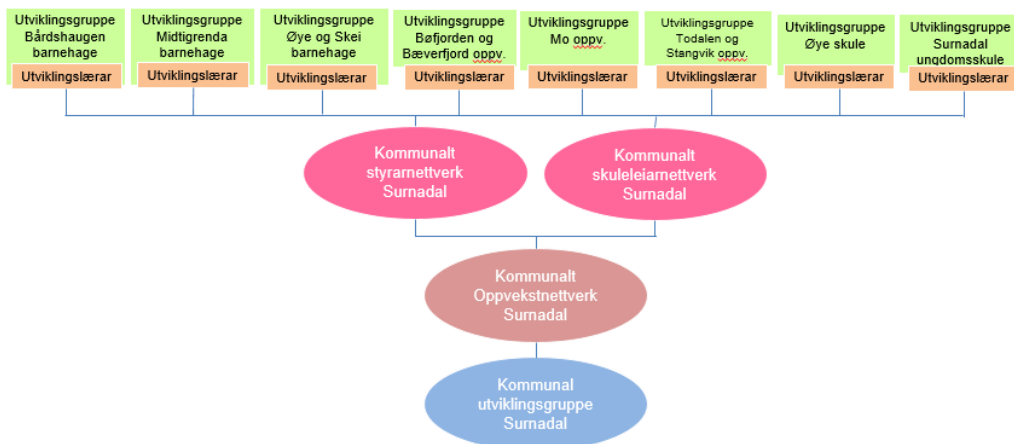 Utviklingsgruppe
Bårdshaugen
barnehage
Utviklingslærar
Utviklingsgruppe
Midtigrenda
barnehage
Utviklingslærar
Utviklingsgruppe
Øye og Skei
barnehage
Utviklingslærar
Utviklingsgruppe
Bøfjorden og
Bæverfjord oppv.
Utviklingslærar
Utviklingsgruppe
Mo oppv.
Utviklingslærar
Utviklingsgruppe
Todalen og
Stangvik oppv.
Utviklingslærar
Utviklingsgruppe
Øye skule
Utviklingslærar
Utviklingsgruppe
Surnadal
ungdomsskule
Utviklingslærar
Kommunalt
styrarnettverk
Surnadal
Kommunalt
skuleleiarnettverk
Surnadal
Kommunalt
Oppvekstnettverk
Surnadal
Kommunal
utviklingsgruppe
Surnadal